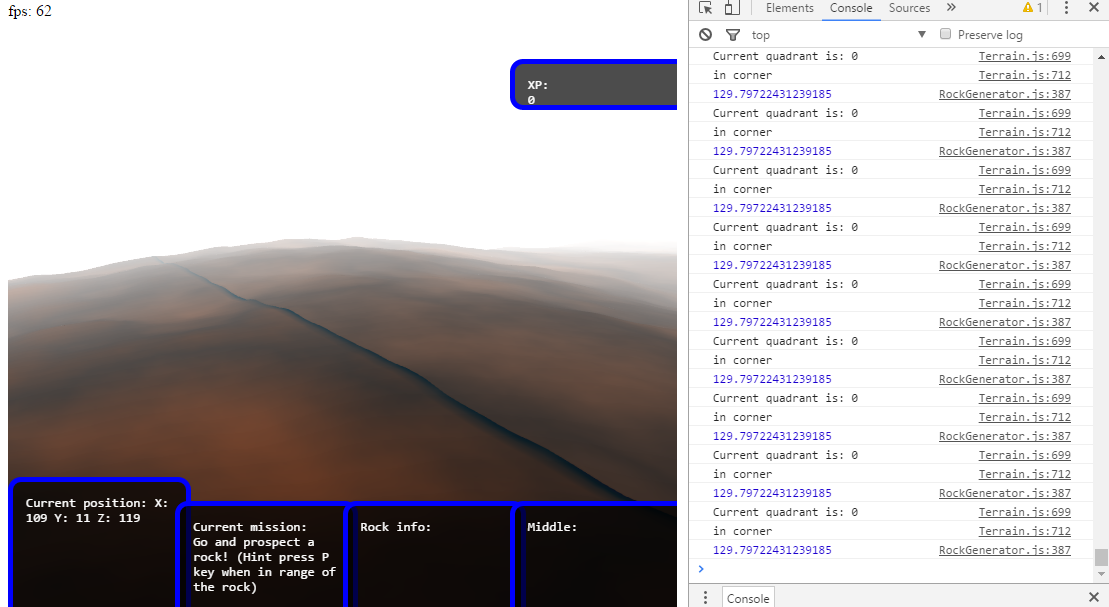 fps: 62
XP:
0
Current position: X:
109 Y: 11 Z: 119
Current mission:
Go and prospect a
rock! (Hint press P
key when in range of
the rock)
Rock info:
Middle:
Elements Console Sources » 1
top Preserve log
Current quadrant is: 0 Terrain.js:699
in corner Terrain.js:712
129.79722431239185 RockGenerator.js:387
Current quadrant is: 0 Terrain.js:699
in corner Terrain.js:712
129.79722431239185 RockGenerator.js:387
Current quadrant is: 0 Terrain.js:699
in corner Terrain.js:712
129.79722431239185 RockGenerator.js:387
Current quadrant is: 0 Terrain.js:699
in corner Terrain.js:712
129.79722431239185 RockGenerator.js:387
Current quadrant is: 0 Terrain.js:699
in corner Terrain.js:712
129.79722431239185 RockGenerator.js:387
Current quadrant is: 0 Terrain.js:699
in corner Terrain.js:712
129.79722431239185 RockGenerator.js:387
Current quadrant is: 0 Terrain.js:699
in corner Terrain.js:712
129.79722431239185 RockGenerator.js:387
Current quadrant is: 0 Terrain.js:699
in corner Terrain.js:712
129.79722431239185 RockGenerator.js:387
Current quadrant is: 0 Terrain.js:699
in corner Terrain.js:712
129.79722431239185 RockGenerator.js:387
Console